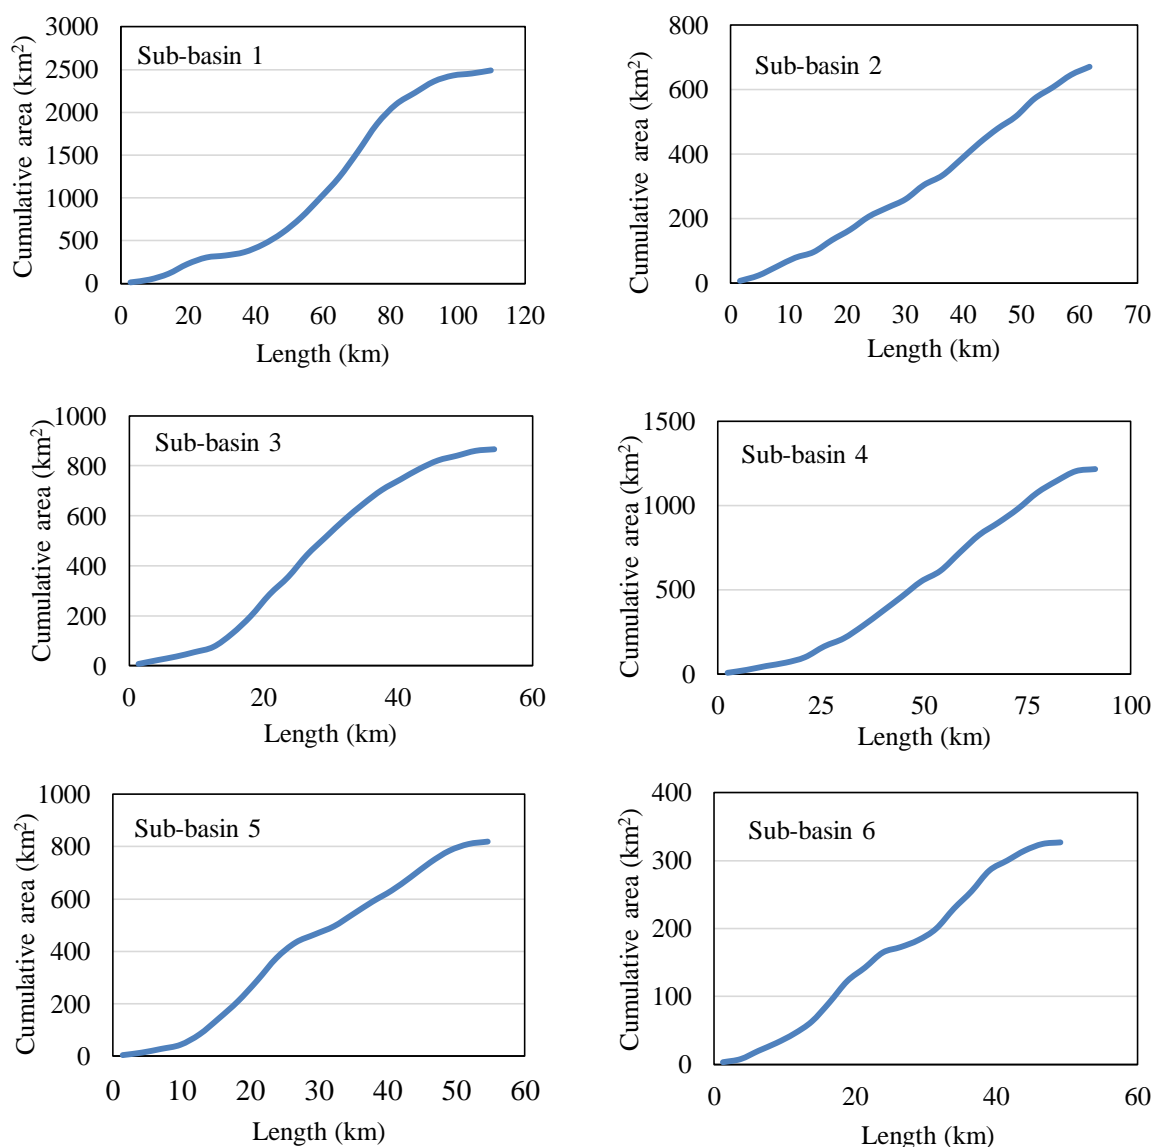 Sub-basin 1
Cumulative area (km²)
3000
2500
2000
1500
1000
500
0
0 20 40 60 80 100 120
Length (km)
Sub-basin 2
Cumulative area (km²)
800
600
400
200
0
0 10 20 30 40 50 60 70
Length (km)
Sub-basin 3
Cumulative area (km²)
1000
800
600
400
200
0
0 20 40 60
Length (km)
Sub-basin 4
Cumulative area (km²)
1500
1000
500
0
0 25 50 75 100
Length (km)
Sub-basin 5
Cumulative area (km²)
1000
800
600
400
200
0
0 10 20 30 40 50 60
Length (km)
Sub-basin 6
Cumulative area (km²)
400
300
200
100
0
0 20 40 60
Length (km)